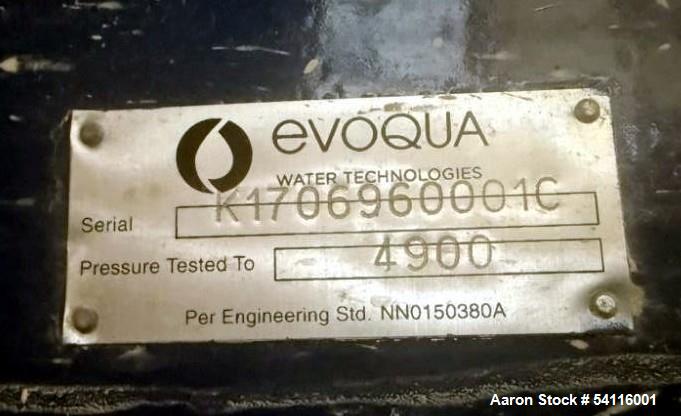 evoQUA
WATER TECHNOLOGIES
Serial K1706960001C
Pressure Tested To 4900
Per Engineering Std. NN0150380A
Aaron Stock # 54116001